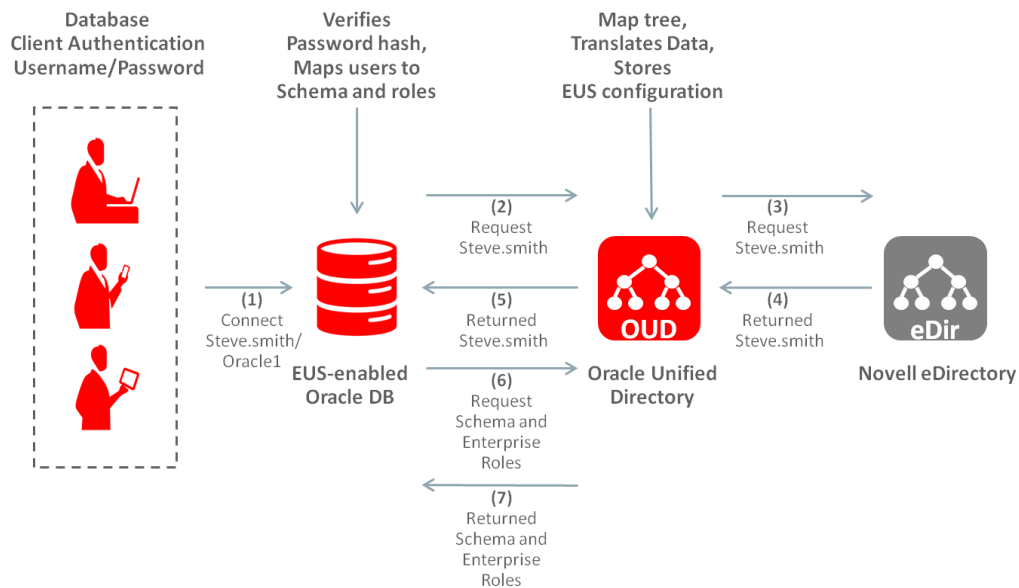 Database
Client Authentication
Username/Password
Verifies
Password hash,
Maps users to
Schema and roles
Map tree,
Translates Data,
Stores
EUS configuration
(1)
Connect
Steve.smith/
Oracle1
EUS-enabled
Oracle DB
(2)
Request
Steve.smith
(5)
Returned
Steve.smith
(6)
Request
Schema and
Enterprise
Roles
(7)
Returned
Schema and
Enterprise
Roles
OUD
Oracle Unified
Directory
(3)
Request
Steve.smith
(4)
Returned
Steve.smith
eDir
Novell eDirectory